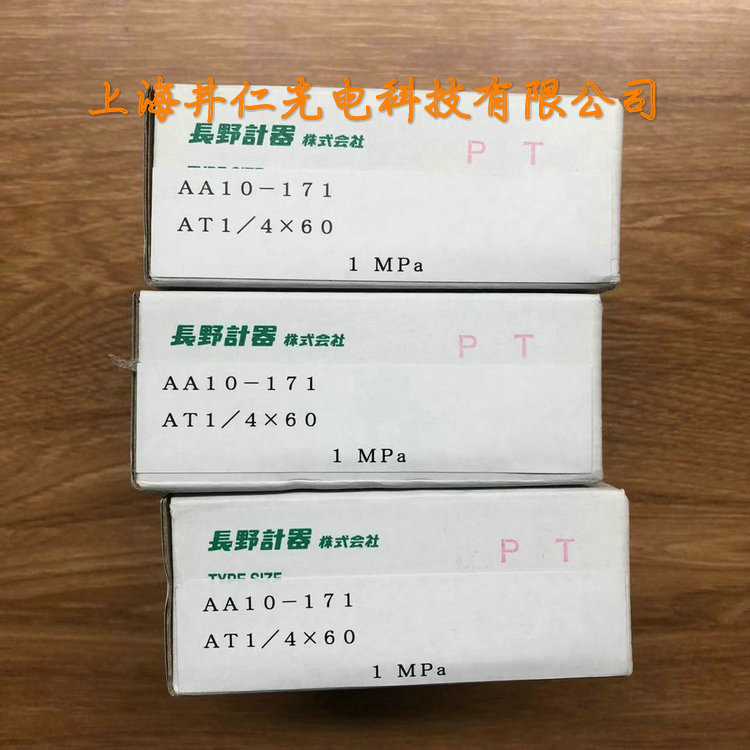 上海井仁光电科技有限公司
長野計器 株式会社
P T
TYPE SIZE
AA10-171
AT1/4×60
1 MPa
長野計器 株式会社
P T
AA10-171
AT1/4×60
1 MPa
長野計器 株式会社
P T
TYPE SIZE
AA10-171
AT1/4×60
1 MPa